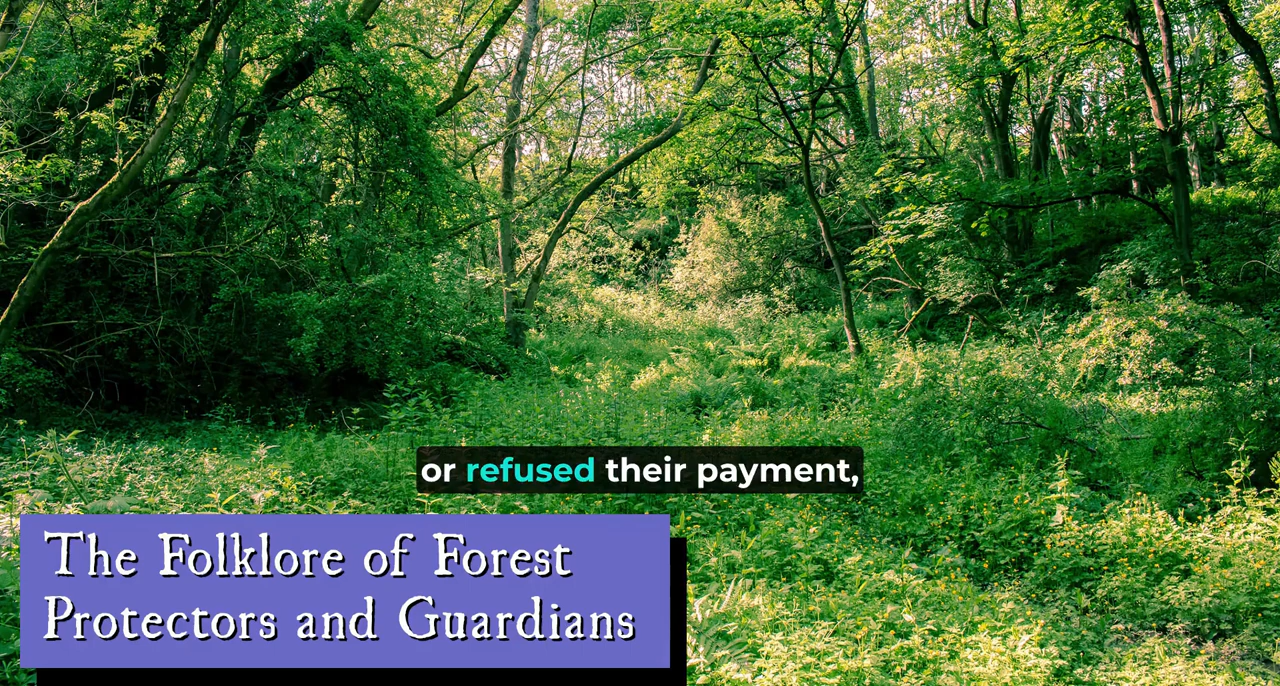 or refused their payment,
The Folklore of Forest
Protectors and Guardians